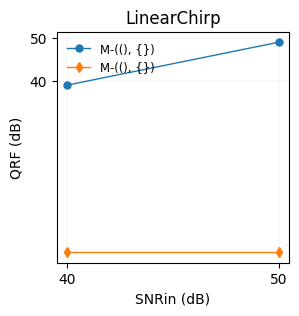 LinearChirp
50
40
M-((), {})
M-((), {})
QRF (dB)
40
50
SNRin (dB)